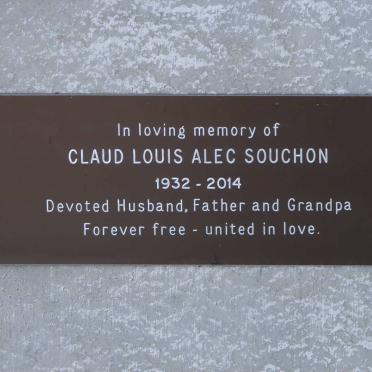 In loving memory of
CLAUD LOUIS ALEC SOUCHON
1932 - 2014
Devoted Husband, Father and Grandpa
Forever free - united in love.